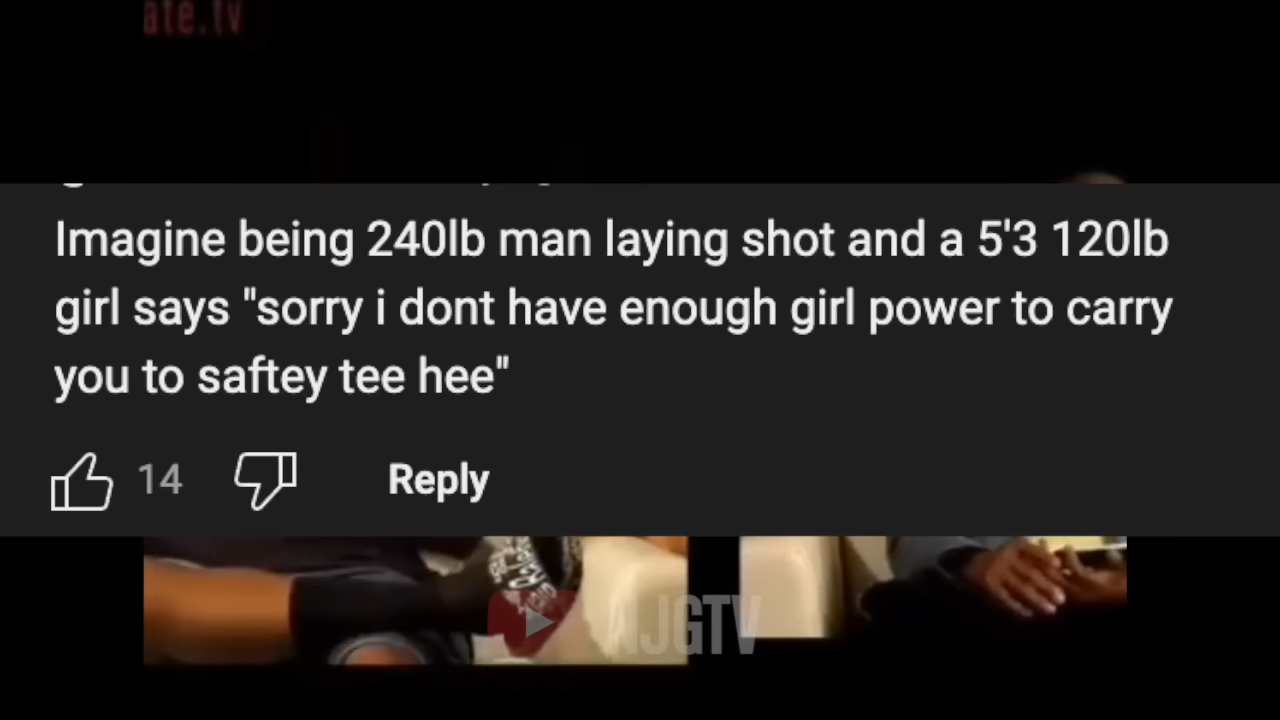 ate.tv
Imagine being 240lb man laying shot and a 5'3 120lb
girl says "sorry i dont have enough girl power to carry
you to saftey tee hee"
14
Reply
AJGTV